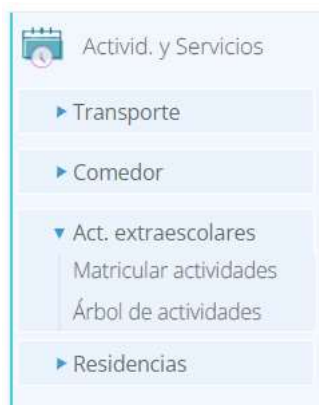 Activid. y Servicios
Transporte
Comedor
Act. extraescolares
Matricular actividades
Árbol de actividades
Residencias